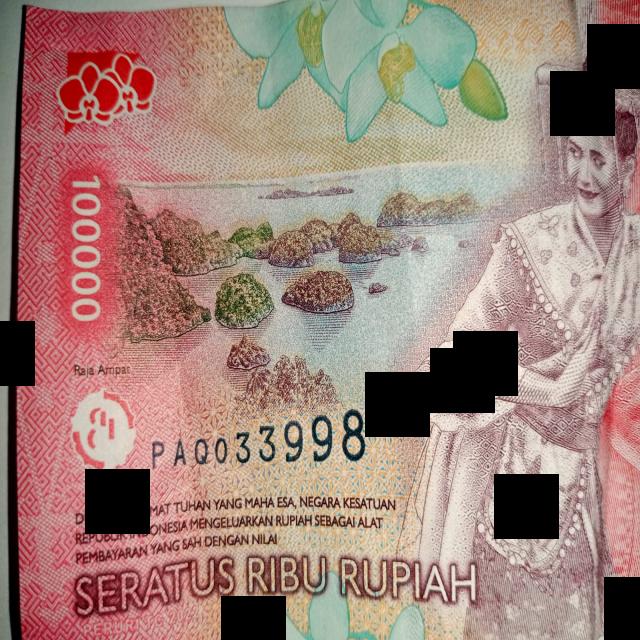 100000
Raja Ampat
PAQ033998
MAT TUHAN YANG MAHA ESA, NEGARA KESATUAN
REPUBLIK INDONESIA MENGELUARKAN RUPIAH SEBAGAI ALAT
PEMBAYARAN YANG SAH DENGAN NILAI
SERATUS RIBU RUPIAH